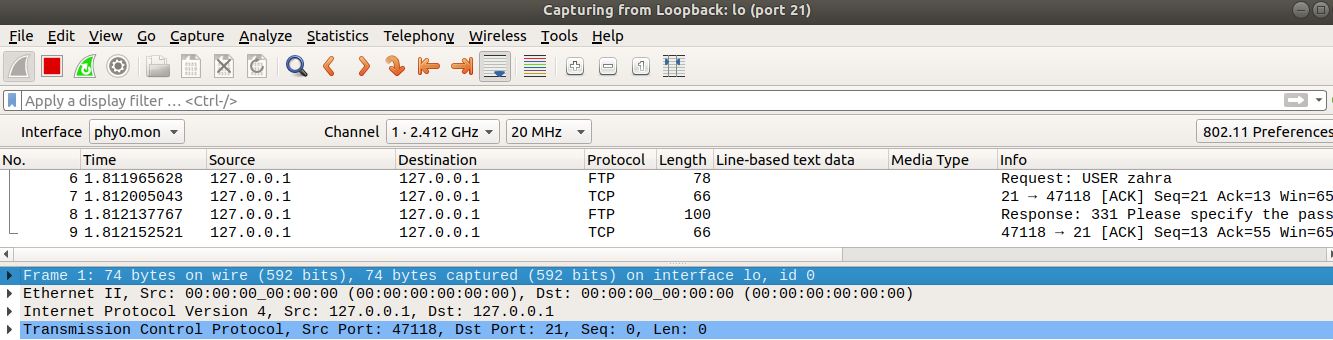 Capturing from Loopback: lo (port 21)
File Edit View Go Capture Analyze Statistics Telephony Wireless Tools Help
Apply a display filter … <Ctrl-/>
Interface phy0.mon Channel 1 · 2.412 GHz 20 MHz 802.11 Preferences
No. Time Source Destination Protocol Length Line-based text data Media Type Info
6 1.811965628 127.0.0.1 127.0.0.1 FTP 78 Request: USER zahra
7 1.812005043 127.0.0.1 127.0.0.1 TCP 66 21 → 47118 [ACK] Seq=21 Ack=13 Win=65
8 1.812137767 127.0.0.1 127.0.0.1 FTP 100 Response: 331 Please specify the pass
9 1.812152521 127.0.0.1 127.0.0.1 TCP 66 47118 → 21 [ACK] Seq=13 Ack=55 Win=65
Frame 1: 74 bytes on wire (592 bits), 74 bytes captured (592 bits) on interface lo, id 0
Ethernet II, Src: 00:00:00_00:00:00 (00:00:00:00:00:00), Dst: 00:00:00_00:00:00 (00:00:00:00:00:00)
Internet Protocol Version 4, Src: 127.0.0.1, Dst: 127.0.0.1
Transmission Control Protocol, Src Port: 47118, Dst Port: 21, Seq: 0, Len: 0